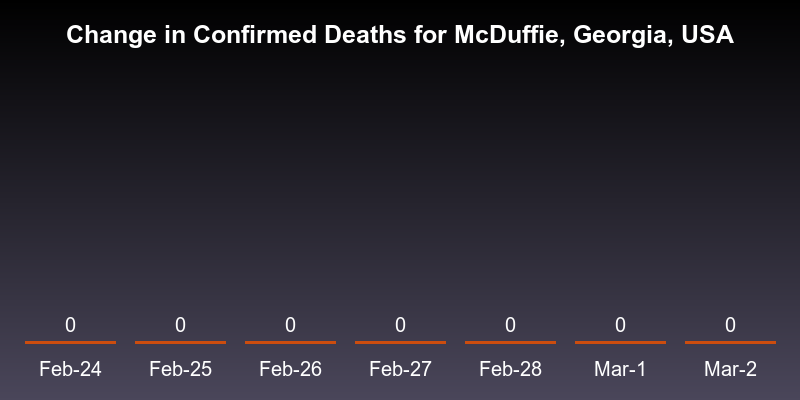 Change in Confirmed Deaths for McDuffie, Georgia, USA
0 0 0 0 0 0 0
Feb-24 Feb-25 Feb-26 Feb-27 Feb-28 Mar-1 Mar-2